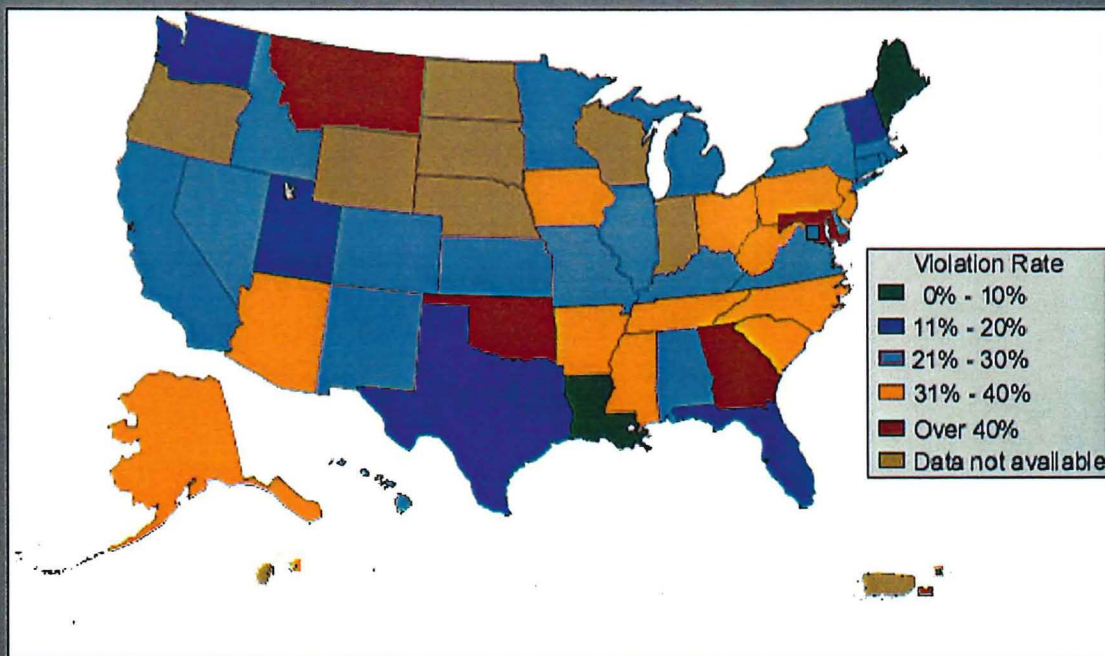 Violation Rate
0% - 10%
11% - 20%
21% - 30%
31% - 40%
Over 40%
Data not available